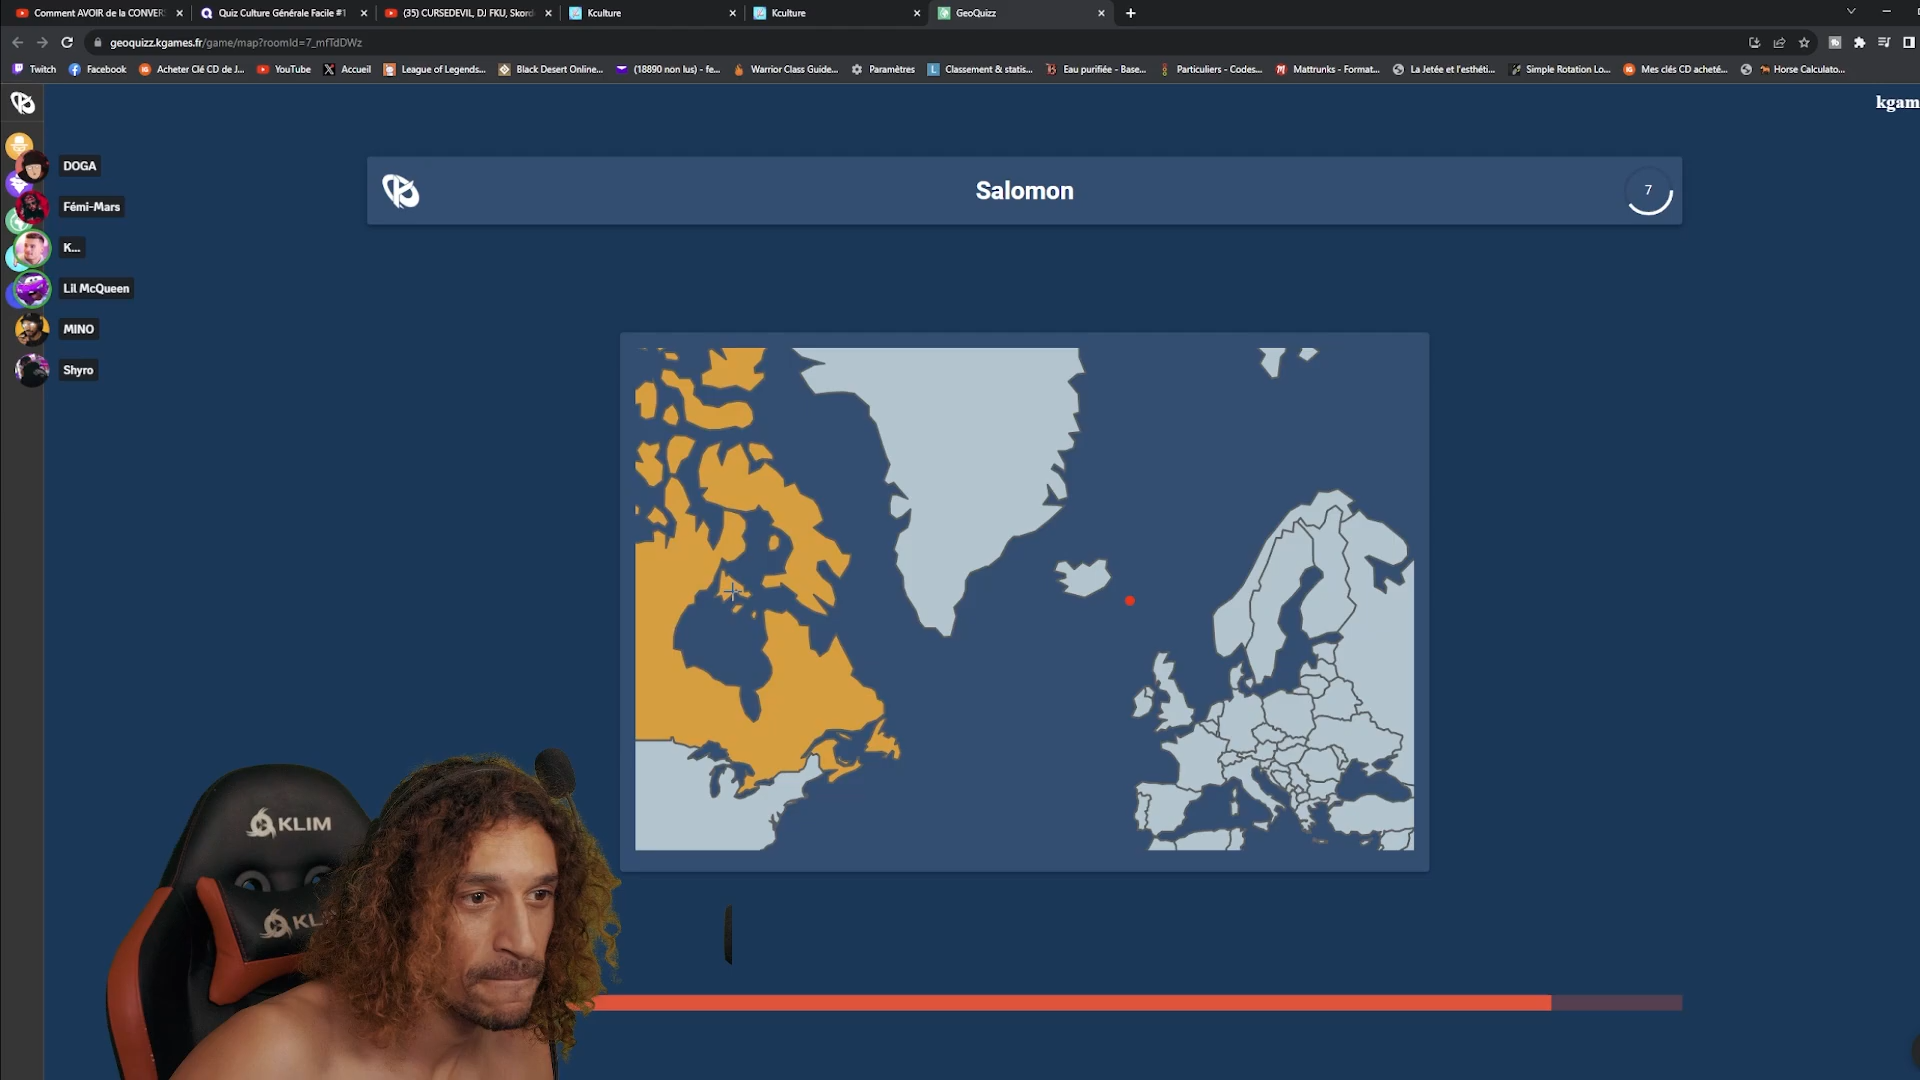 Comment AVOIR de la CONVER
Quiz Culture Générale Facile #1
(35) CURSEDEVIL, DJ FKU, Skord
Kculture
Kculture
GeoQuizz
geoquizz.kgames.fr/game/map?roomId=7_mfTdDWz
Twitch
Facebook
Acheter Clé CD de J...
YouTube
Accueil
League of Legends...
Black Desert Online...
(18890 non lus) - fe...
Warrior Class Guide...
Paramètres
Classement & statis...
Eau purifiée - Base...
Particuliers - Codes...
Mattrunks - Format...
La Jetée et l'esthéti...
Simple Rotation Lo...
Mes clés CD acheté...
Horse Calculato...
kgam
DOGA
Fémi-Mars
K...
Lil McQueen
MINO
Shyro
Salomon
7
KLIM
KL